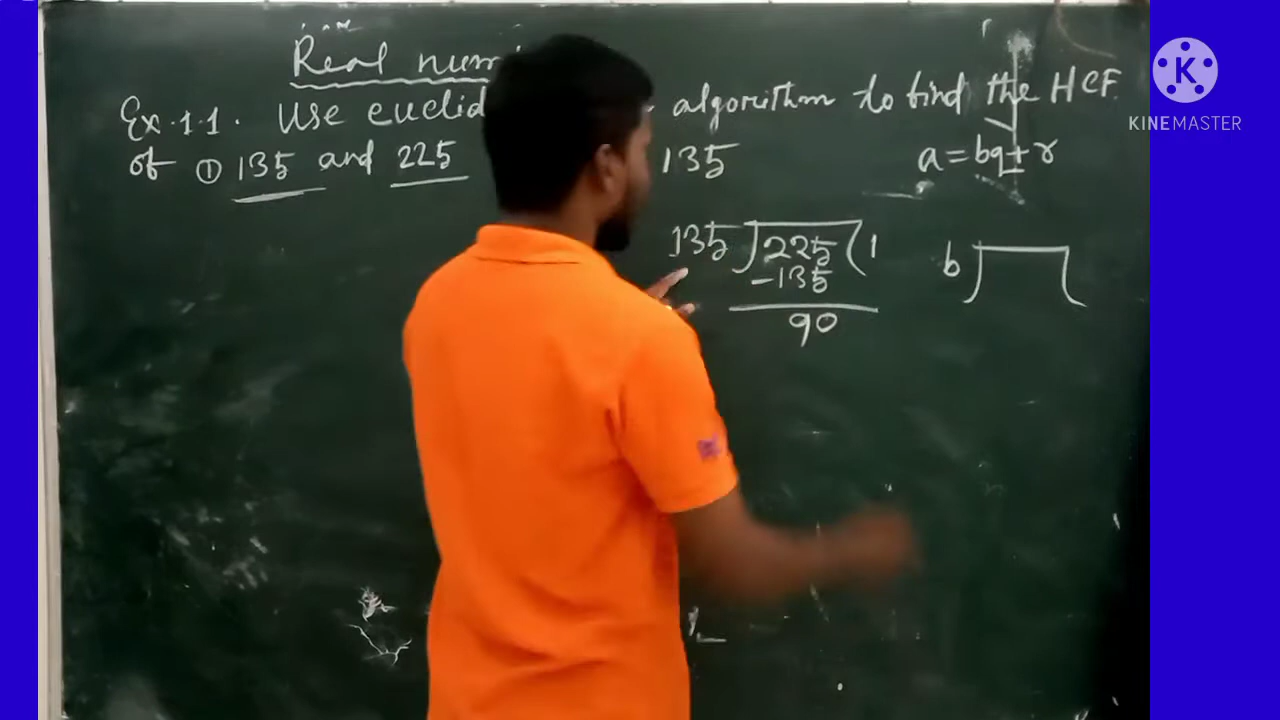 Real num
Ex.1.1. Use euclid algorithm to find the HCF
of ① 135 and 225 135
a = bq + r
135 ) 225 ( 1
-135
90
b
K
KINEMASTER